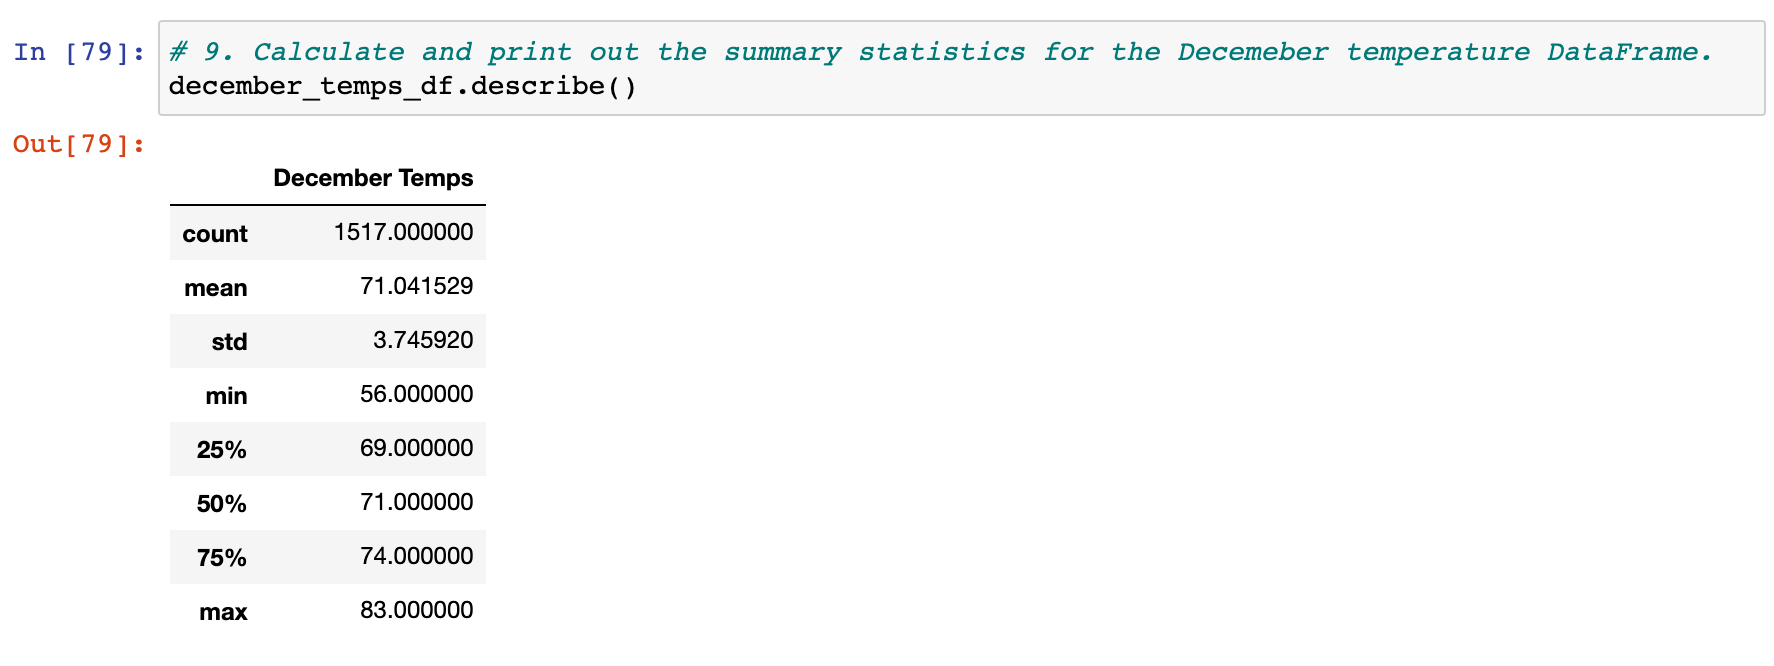 In [79]: # 9. Calculate and print out the summary statistics for the Decemeber temperature DataFrame.
december_temps_df.describe()
Out[79]:
December Temps
count 1517.000000
mean 71.041529
std 3.745920
min 56.000000
25% 69.000000
50% 71.000000
75% 74.000000
max 83.000000